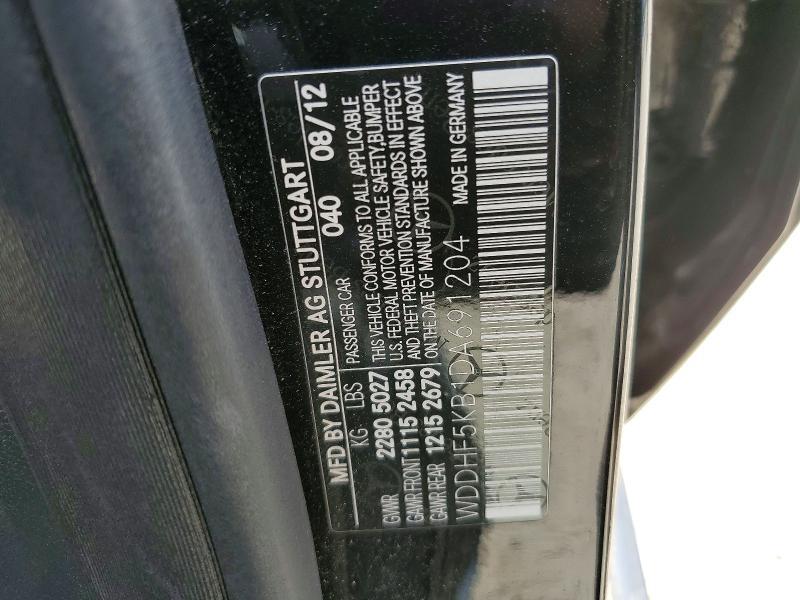 MFD BY DAIMLER AG STUTTGART
040 08/12
KG LBS
GVWR 2280 5027
GAWR FRONT 1115 2458
GAWR REAR 1215 2679
PASSENGER CAR
THIS VEHICLE CONFORMS TO ALL APPLICABLE
U.S. FEDERAL MOTOR VEHICLE SAFETY,BUMPER
AND THEFT PREVENTION STANDARDS IN EFFECT
ON THE DATE OF MANUFACTURE SHOWN ABOVE
WDDHF5KB1DA691204 MADE IN GERMANY